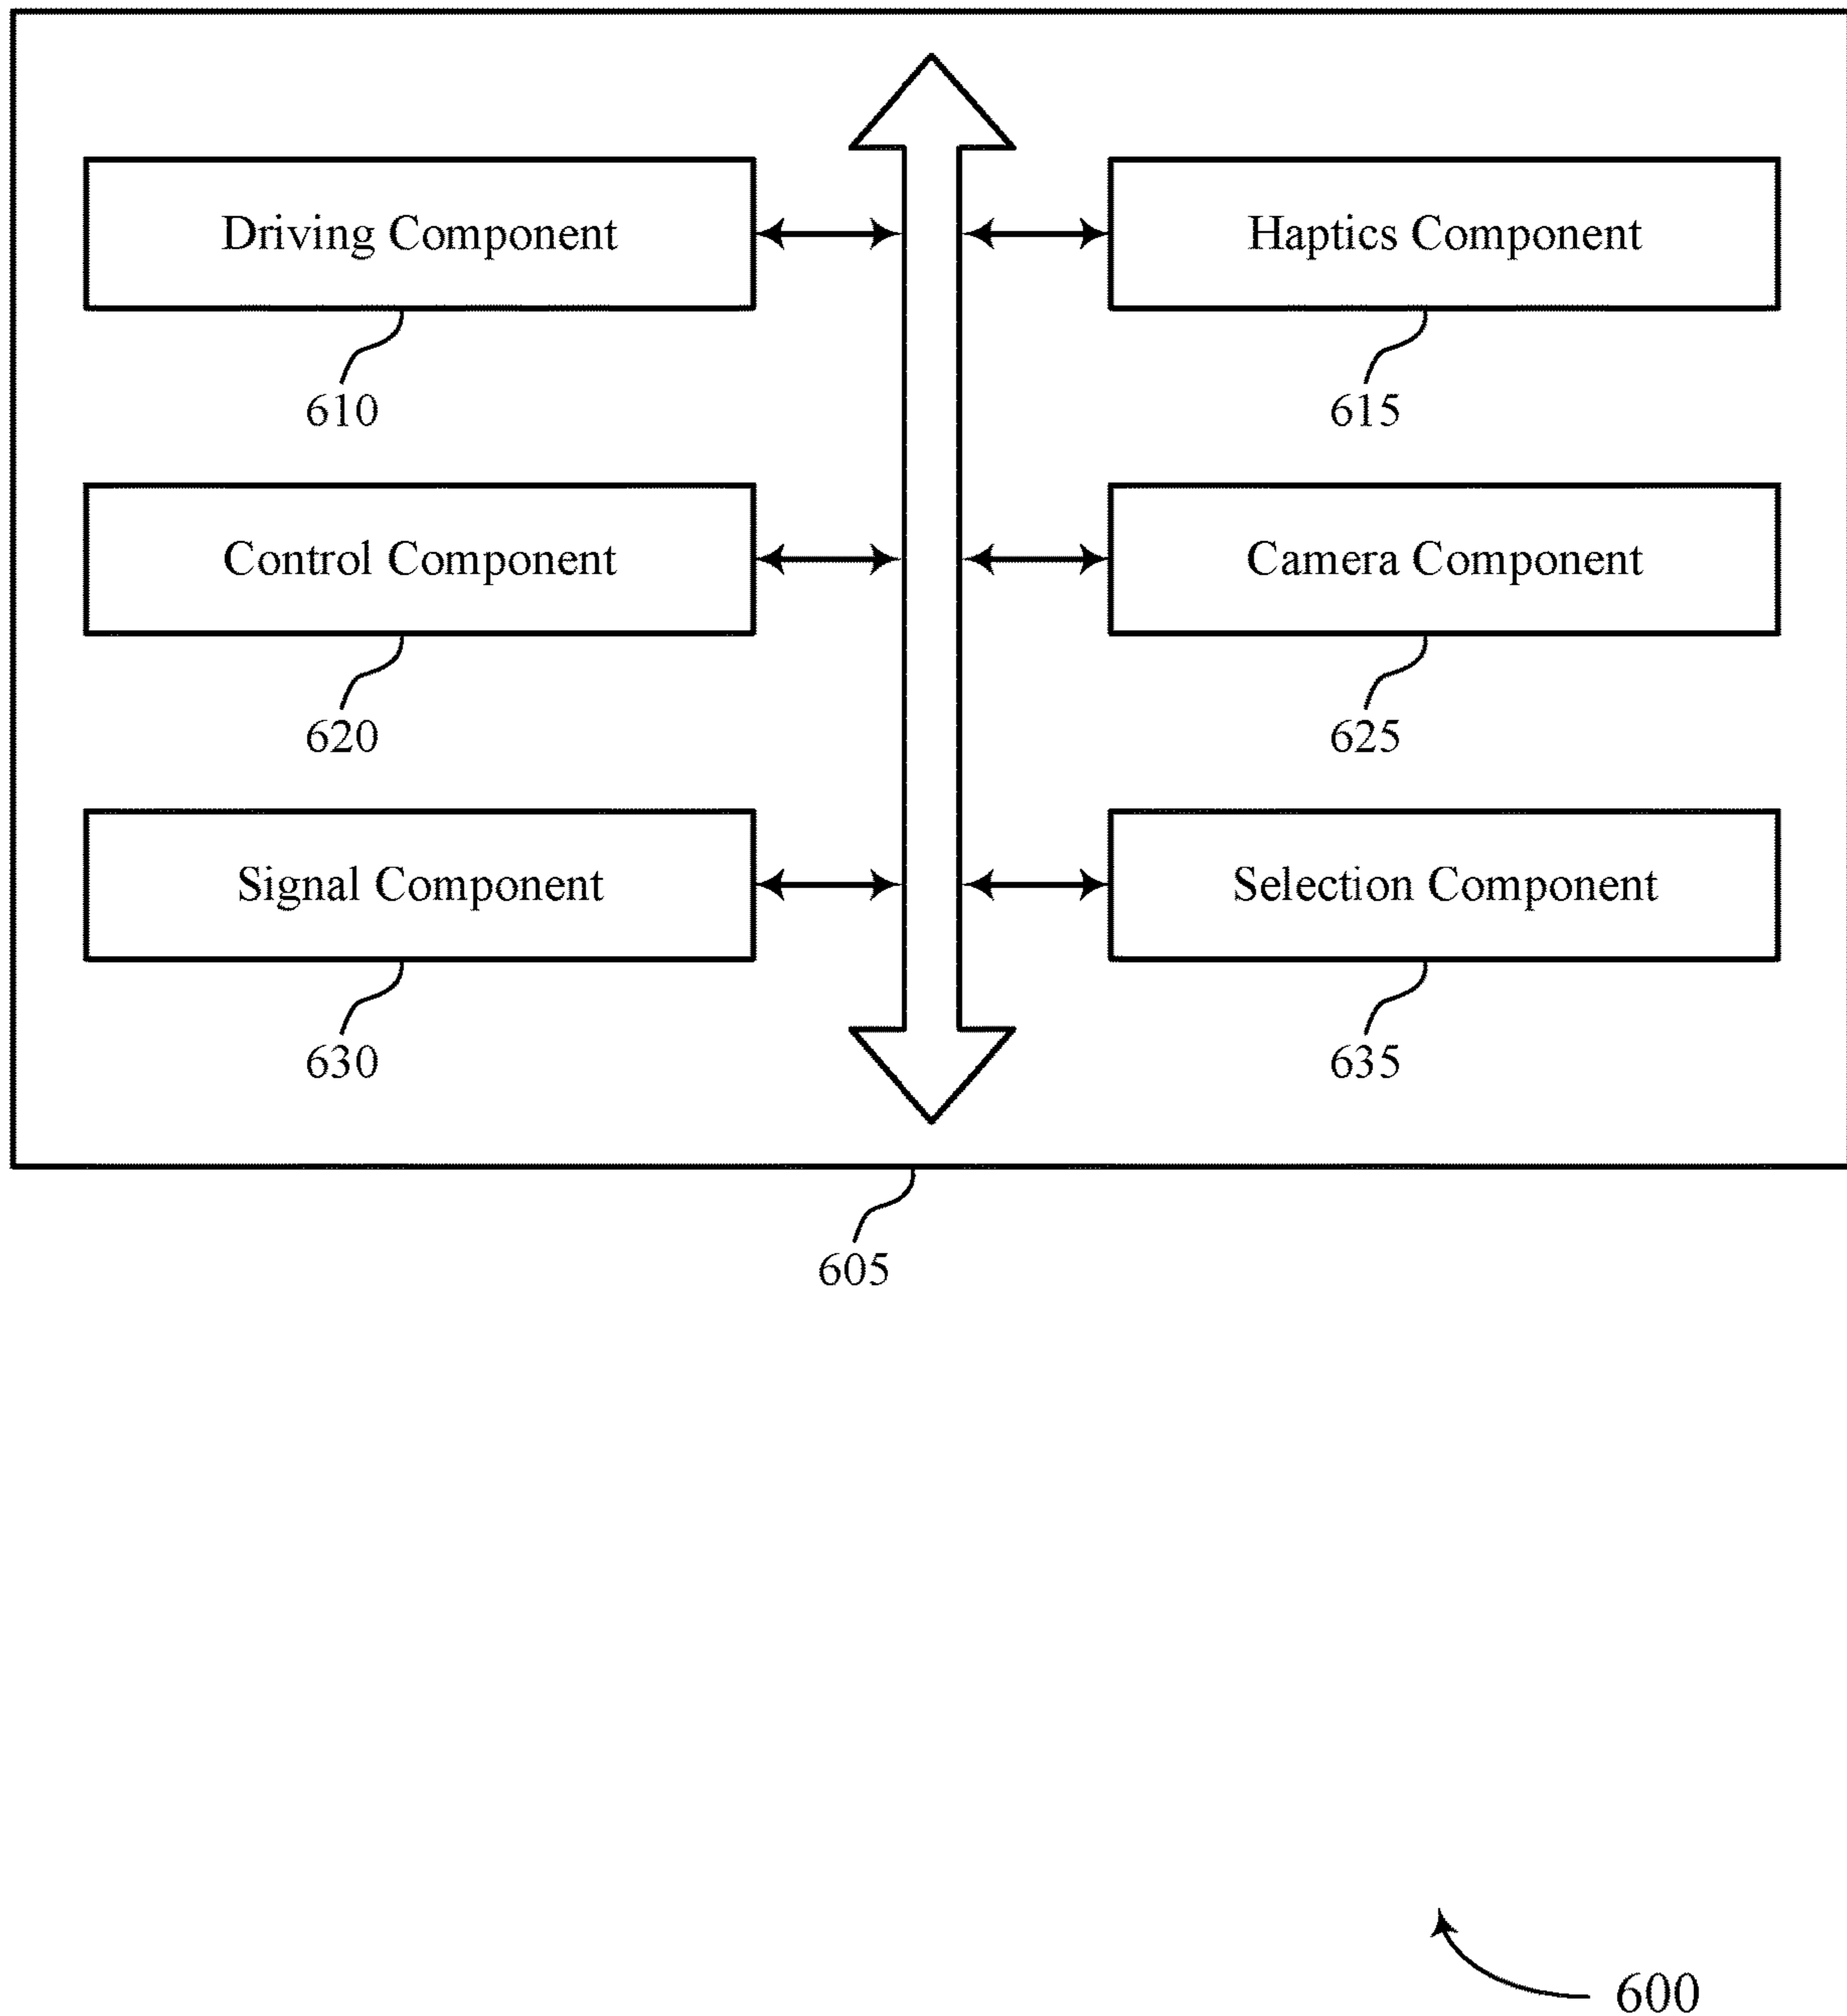 Driving Component
Haptics Component
610
615
Control Component
Camera Component
620
625
Signal Component
Selection Component
630
635
605
600